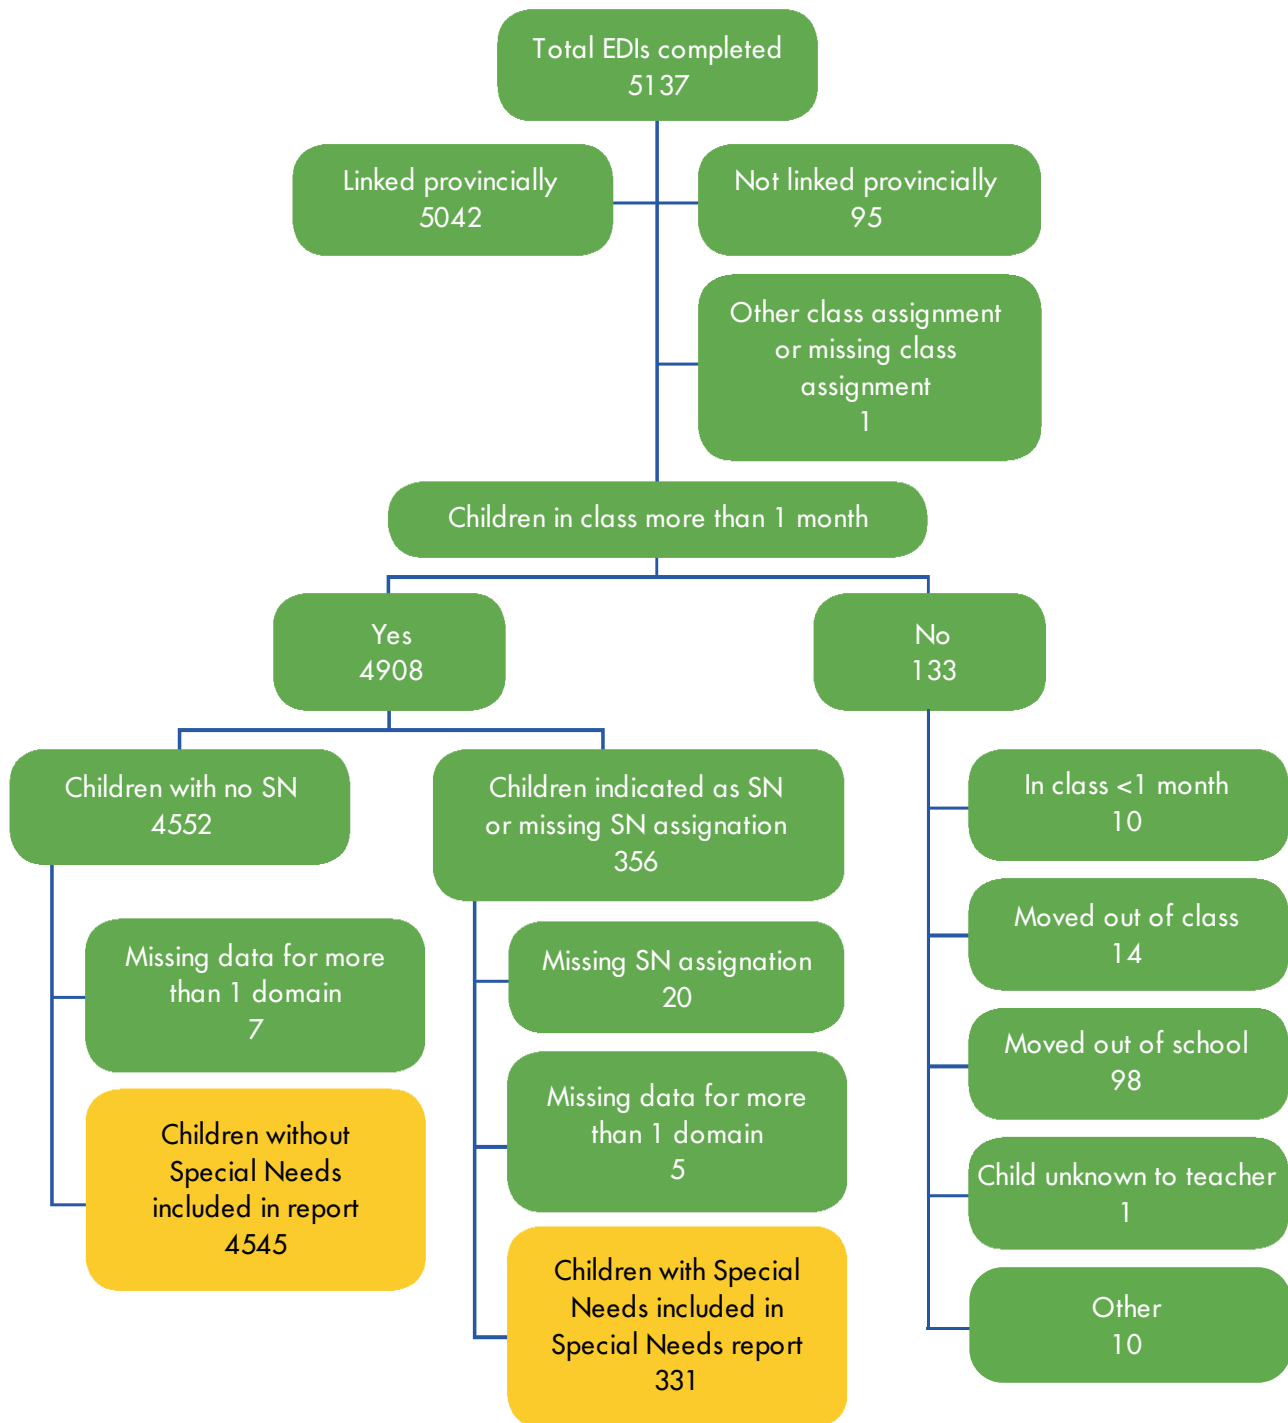 Total EDIs completed
5137
Linked provincially
5042
Not linked provincially
95
Other class assignment
or missing class
assignment
1
Children in class more than 1 month
Yes
4908
No
133
Children with no SN
4552
Children indicated as SN
or missing SN assignation
356
In class <1 month
10
Missing data for more
than 1 domain
7
Missing SN assignation
20
Moved out of class
14
Children without
Special Needs
included in report
4545
Missing data for more
than 1 domain
5
Moved out of school
98
Children with Special
Needs included in
Special Needs report
331
Child unknown to teacher
1
Other
10